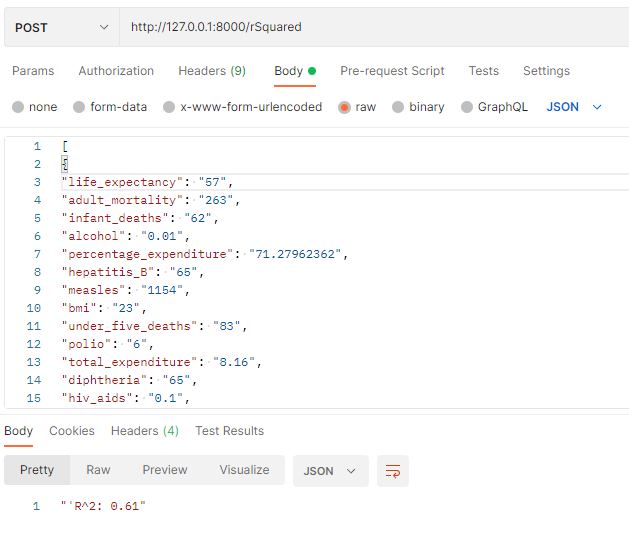 POST http://127.0.0.1:8000/rSquared
Params Authorization Headers (9) Body Pre-request Script Tests Settings
none form-data x-www-form-urlencoded raw binary GraphQL JSON
1 [
2 {
3 "life_expectancy": "57",
4 "adult_mortality": "263",
5 "infant_deaths": "62",
6 "alcohol": "0.01",
7 "percentage_expenditure": "71.27962362",
8 "hepatitis_B": "65",
9 "measles": "1154",
10 "bmi": "23",
11 "under_five_deaths": "83",
12 "polio": "6",
13 "total_expenditure": "8.16",
14 "diphtheria": "65",
15 "hiv_aids": "0.1",
Body Cookies Headers (4) Test Results
Pretty Raw Preview Visualize JSON
1 "˙R^2: 0.61"